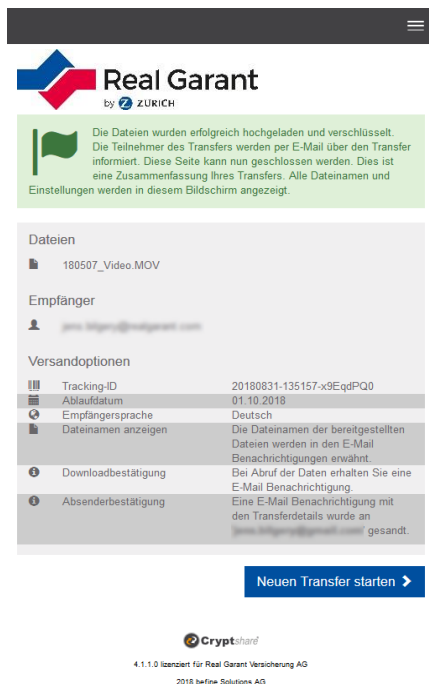 Real Garant
by Z ZURICH
Die Dateien wurden erfolgreich hochgeladen und verschlüsselt.
Die Teilnehmer des Transfers werden per E-Mail über den Transfer
informiert. Diese Seite kann nun geschlossen werden. Dies ist
eine Zusammenfassung Ihres Transfers. Alle Dateinamen und
Einstellungen werden in diesem Bildschirm angezeigt.
Dateien
180507_Video.MOV
Empfänger
Versandoptionen
Tracking-ID 20180831-135157-x9EqdPQ0
Ablaufdatum 01.10.2018
Empfängersprache Deutsch
Dateinamen anzeigen Die Dateinamen der bereitgestellten
Dateien werden in den E-Mail
Benachrichtigungen erwähnt.
Downloadbestätigung Bei Abruf der Daten erhalten Sie eine
E-Mail Benachrichtigung.
Absenderbestätigung Eine E-Mail Benachrichtigung mit
den Transferdetails wurde an
gesandt.
Neuen Transfer starten
Cryptshare
4.1.1.0 lizenziert für Real Garant Versicherung AG
2018 befine Solutions AG